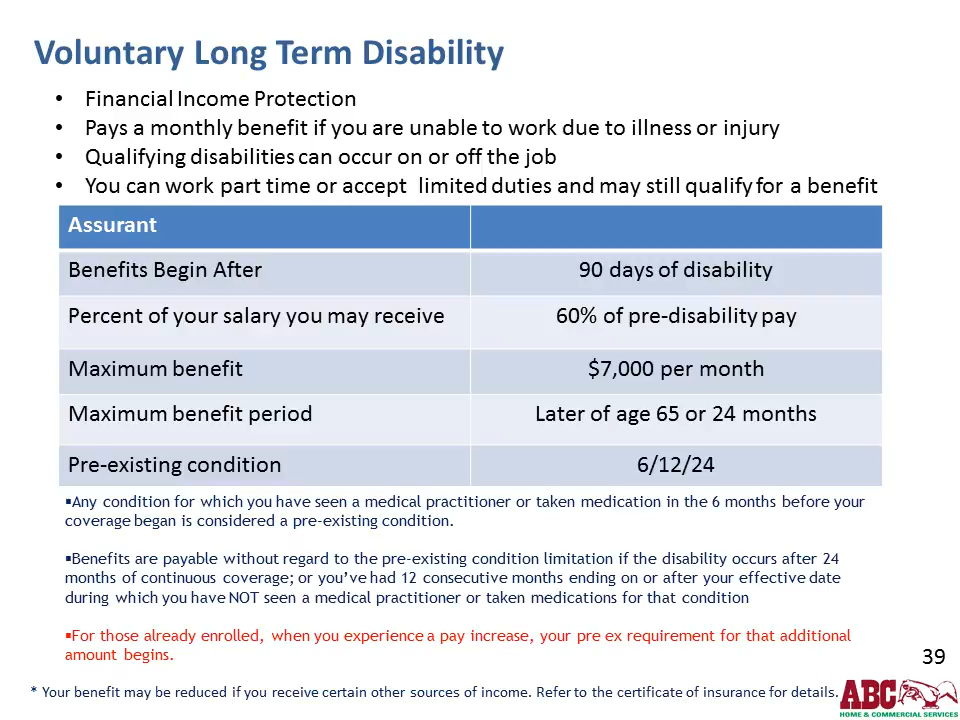 Voluntary Long Term Disability
• Financial Income Protection
• Pays a monthly benefit if you are unable to work due to illness or injury
• Qualifying disabilities can occur on or off the job
• You can work part time or accept limited duties and may still qualify for a benefit
Assurant
Benefits Begin After 90 days of disability
Percent of your salary you may receive 60% of pre-disability pay
Maximum benefit $7,000 per month
Maximum benefit period Later of age 65 or 24 months
Pre-existing condition 6/12/24
▪Any condition for which you have seen a medical practitioner or taken medication in the 6 months before your
coverage began is considered a pre-existing condition.
▪Benefits are payable without regard to the pre-existing condition limitation if the disability occurs after 24
months of continuous coverage; or you’ve had 12 consecutive months ending on or after your effective date
during which you have NOT seen a medical practitioner or taken medications for that condition
▪For those already enrolled, when you experience a pay increase, your pre ex requirement for that additional
amount begins.
39
* Your benefit may be reduced if you receive certain other sources of income. Refer to the certificate of insurance for details.
ABC
HOME & COMMERCIAL SERVICES